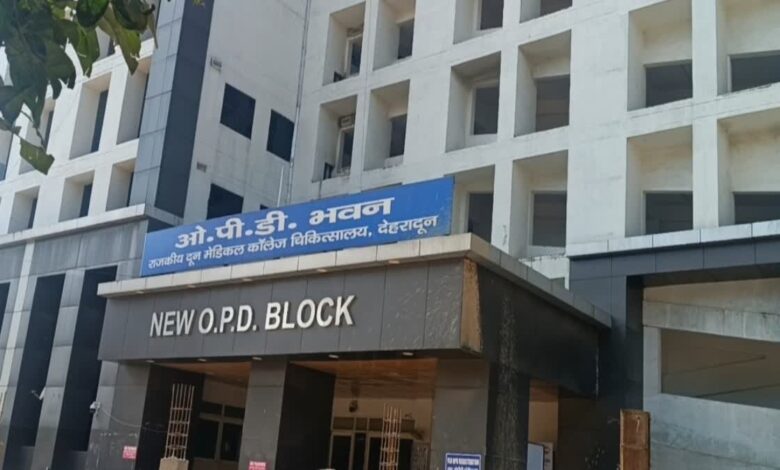 ओ.पी.डी. भवन
राजकीय दून मेडिकल कॉलेज चिकित्सालय, देहरादून
NEW O.P.D. BLOCK